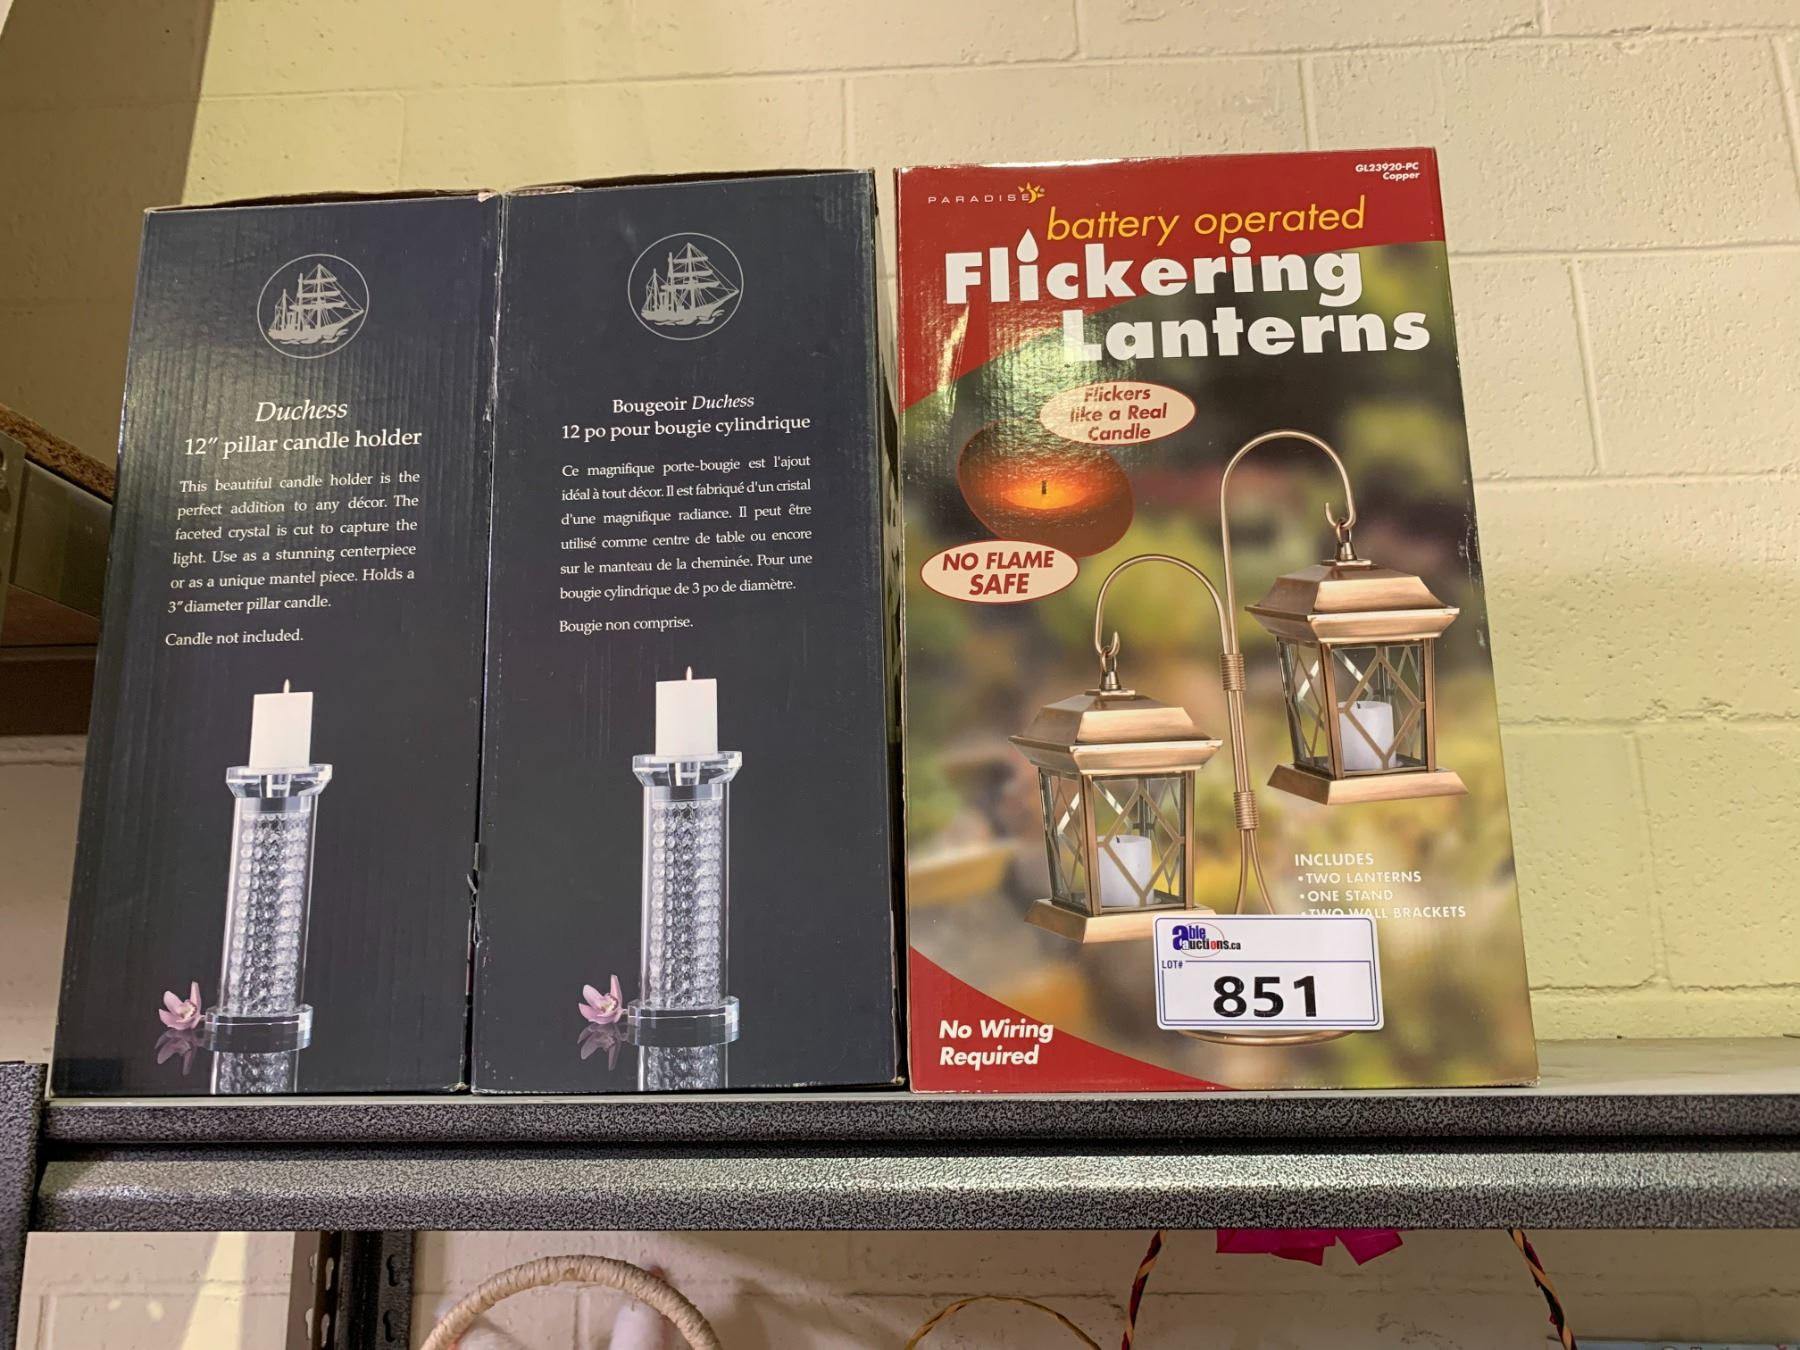 Duchess
12" pillar candle holder
This beautiful candle holder is the
perfect addition to any décor. The
faceted crystal is cut to capture the
light. Use as a stunning centerpiece
or as a unique mantel piece. Holds a
3" diameter pillar candle.
Candle not included.
Bougeoir Duchess
12 po pour bougie cylindrique
Ce magnifique porte-bougie est l'ajout
idéal à tout décor. Il est fabriqué d'un cristal
d'une magnifique radiance. Il peut être
utilisé comme centre de table ou encore
sur le manteau de la cheminée. Pour une
bougie cylindrique de 3 po de diamètre.
Bougie non comprise.
GL23920-PC
Copper
PARADISE
battery operated
Flickering
Lanterns
Flickers
like a Real
Candle
NO FLAME
SAFE
INCLUDES
• TWO LANTERNS
• ONE STAND
• TWO WALL BRACKETS
able
auctions.ca
LOT#
851
No Wiring
Required